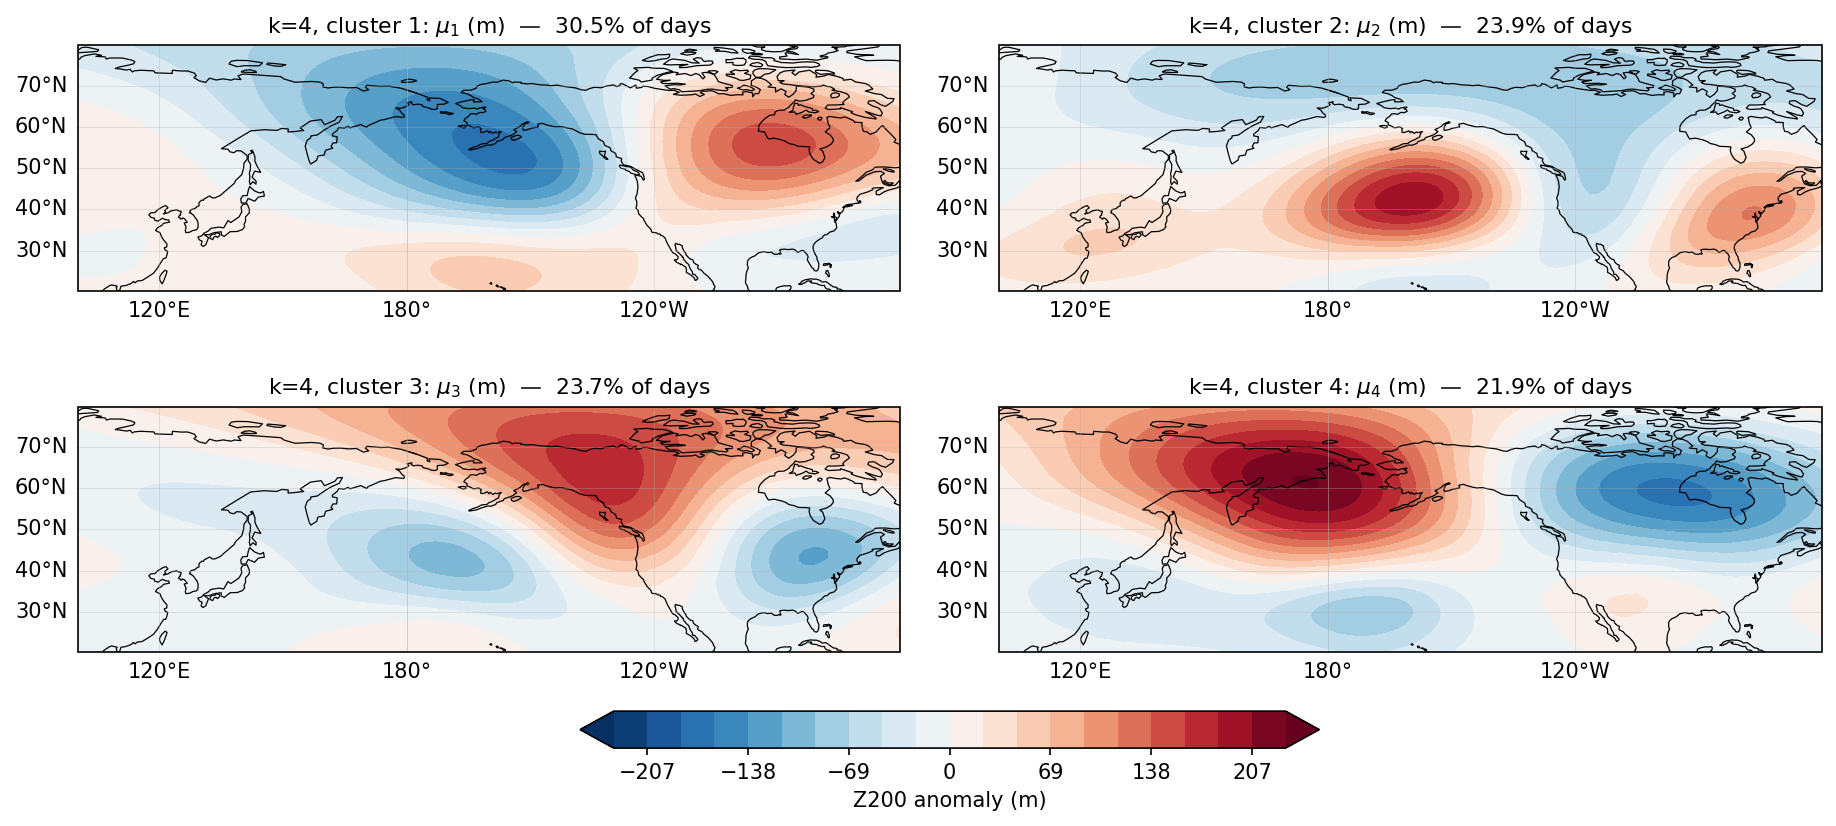 k=4, cluster 1: μ₁ (m) — 30.5% of days
k=4, cluster 2: μ₂ (m) — 23.9% of days
70°N
60°N
50°N
40°N
30°N
120°E 180° 120°W
70°N
60°N
50°N
40°N
30°N
120°E 180° 120°W
k=4, cluster 3: μ₃ (m) — 23.7% of days
k=4, cluster 4: μ₄ (m) — 21.9% of days
70°N
60°N
50°N
40°N
30°N
120°E 180° 120°W
70°N
60°N
50°N
40°N
30°N
120°E 180° 120°W
−207 −138 −69 0 69 138 207
Z200 anomaly (m)